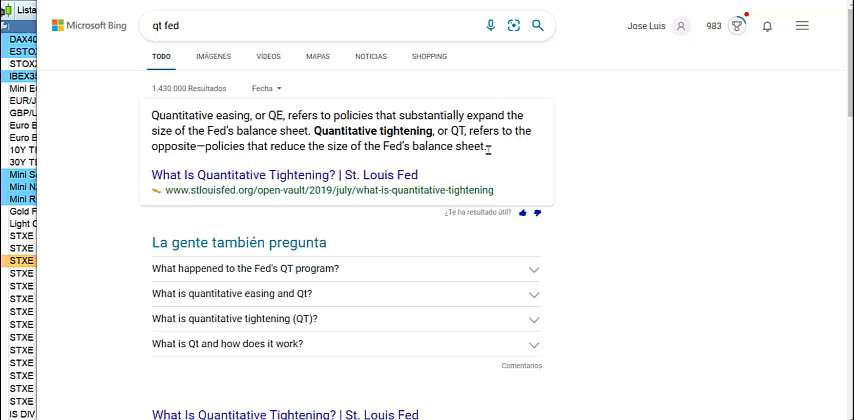 Lista
Microsoft Bing
qt fed
Jose Luis
983
TODO
IMÁGENES
VÍDEOS
MAPAS
NOTICIAS
SHOPPING
1.430.000 Resultados
Fecha
Quantitative easing, or QE, refers to policies that substantially expand the
size of the Fed's balance sheet. Quantitative tightening, or QT, refers to the
opposite—policies that reduce the size of the Fed's balance sheet.
What Is Quantitative Tightening? | St. Louis Fed
www.stlouisfed.org/open-vault/2019/july/what-is-quantitative-tightening
¿Te ha resultado útil?
La gente también pregunta
What happened to the Fed's QT program?
What is quantitative easing and Qt?
What is quantitative tightening (QT)?
What is Qt and how does it work?
Comentarios
What Is Quantitative Tightening? | St. Louis Fed
DAX40
ESTO
STOX
IBEX35
Mini E
EUR/J
GBP/U
Euro B
Euro B
10Y T
30Y T
Mini S
Mini N
Mini R
Gold F
Light C
STXE
STXE
STXE
STXE
STXE
STXE
STXE
STXE
STXE
STXE
STXE
STXE
STXE
STXE
IS DIV